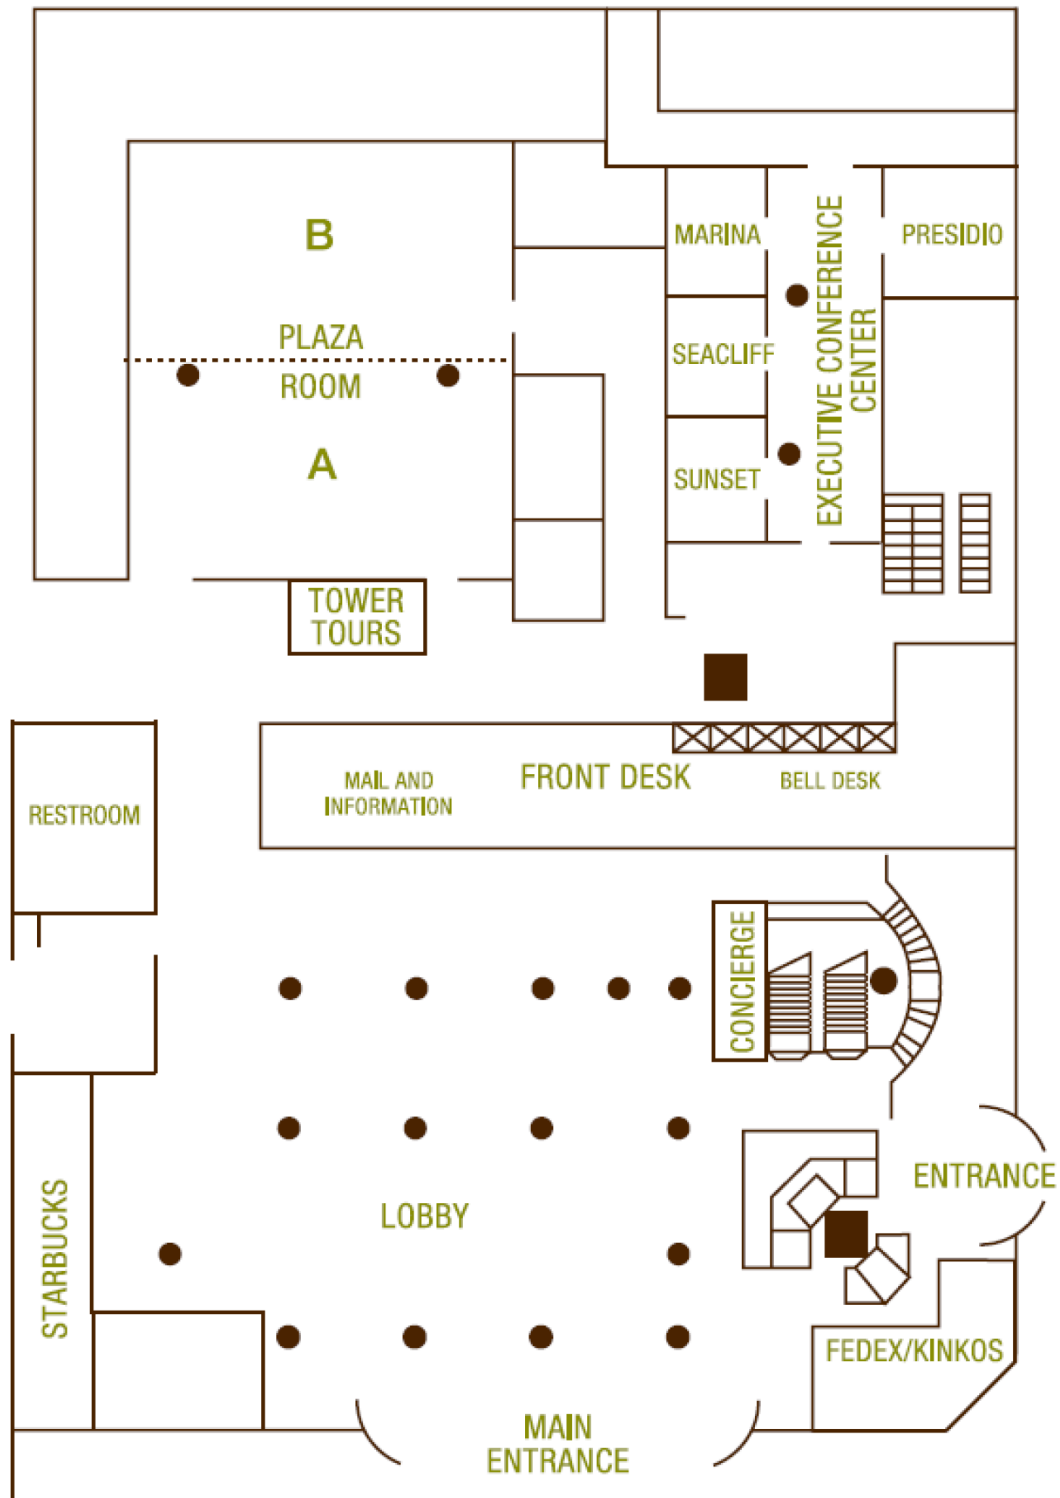 B
PLAZA
ROOM
A
MARINA
SEACLIFF
SUNSET
EXECUTIVE CONFERENCE
CENTER
PRESIDIO
TOWER
TOURS
RESTROOM
MAIL AND
INFORMATION
FRONT DESK
BELL DESK
CONCIERGE
STARBUCKS
LOBBY
ENTRANCE
FEDEX/KINKOS
MAIN
ENTRANCE